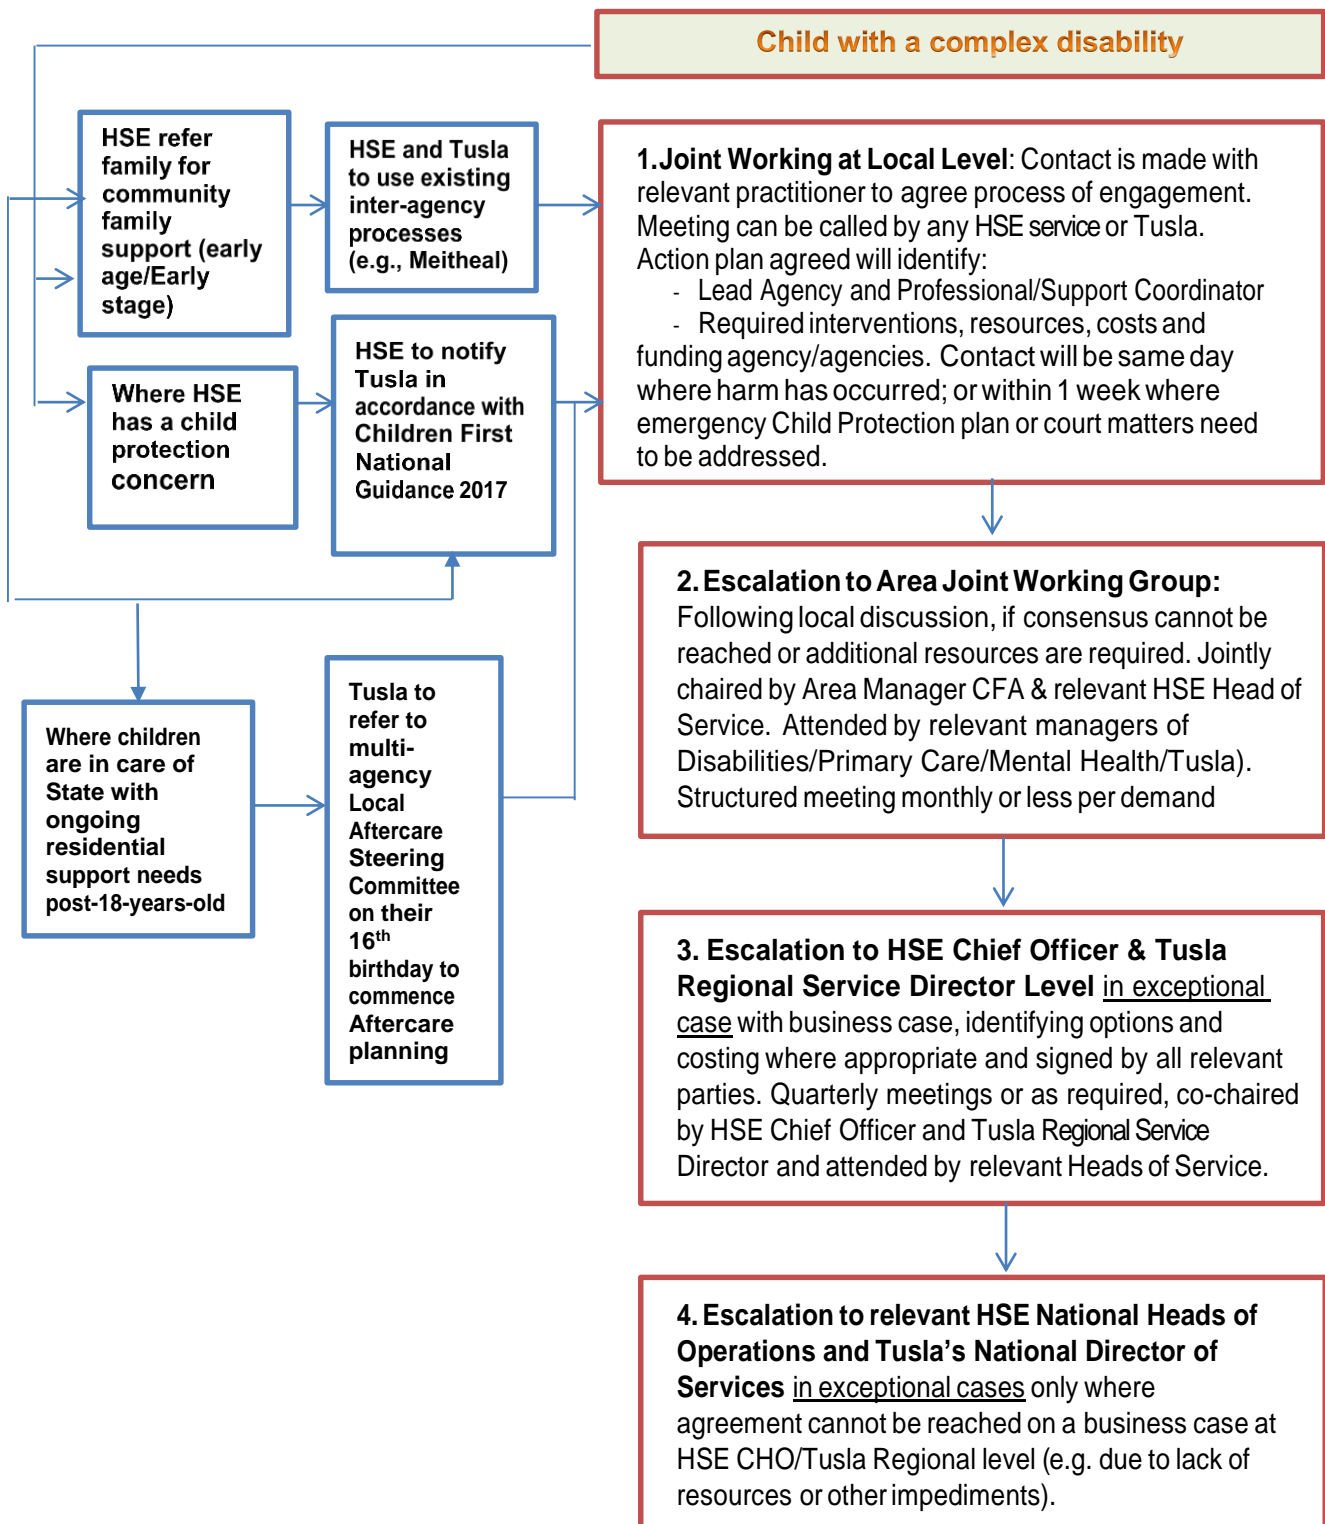 Child with a complex disability
HSE refer
family for
community
family
support (early
age/Early
stage)
HSE and Tusla
to use existing
inter-agency
processes
(e.g., Meitheal)
1.Joint Working at Local Level: Contact is made with
relevant practitioner to agree process of engagement.
Meeting can be called by any HSE service or Tusla.
Action plan agreed will identify:
- Lead Agency and Professional/Support Coordinator
- Required interventions, resources, costs and
funding agency/agencies. Contact will be same day
where harm has occurred; or within 1 week where
emergency Child Protection plan or court matters need
to be addressed.
Where HSE
has a child
protection
concern
HSE to notify
Tusla in
accordance with
Children First
National
Guidance 2017
2. Escalation to Area Joint Working Group:
Following local discussion, if consensus cannot be
reached or additional resources are required. Jointly
chaired by Area Manager CFA & relevant HSE Head of
Service. Attended by relevant managers of
Disabilities/Primary Care/Mental Health/Tusla).
Structured meeting monthly or less per demand
Where children
are in care of
State with
ongoing
residential
support needs
post-18-years-old
Tusla to
refer to
multi-
agency
Local
Aftercare
Steering
Committee
on their
16th
birthday to
commence
Aftercare
planning
3. Escalation to HSE Chief Officer & Tusla
Regional Service Director Level in exceptional
case with business case, identifying options and
costing where appropriate and signed by all relevant
parties. Quarterly meetings or as required, co-chaired
by HSE Chief Officer and Tusla Regional Service
Director and attended by relevant Heads of Service.
4. Escalation to relevant HSE National Heads of
Operations and Tusla's National Director of
Services in exceptional cases only where
agreement cannot be reached on a business case at
HSE CHO/Tusla Regional level (e.g. due to lack of
resources or other impediments).